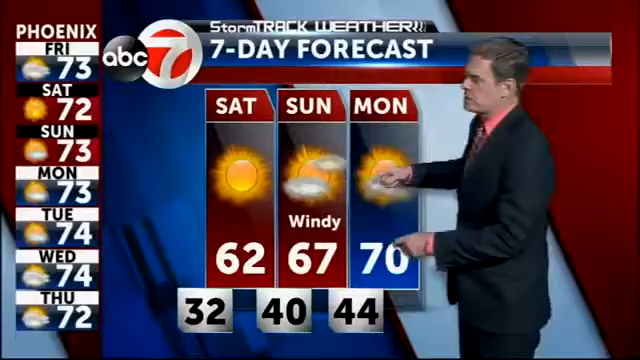 PHOENIX
FRI
73
SAT
72
SUN
73
MON
73
TUE
74
WED
74
THU
72
StormTRACK WEATHER
abc 7
7-DAY FORECAST
SAT SUN MON
Windy
62 67 70
32 40 44